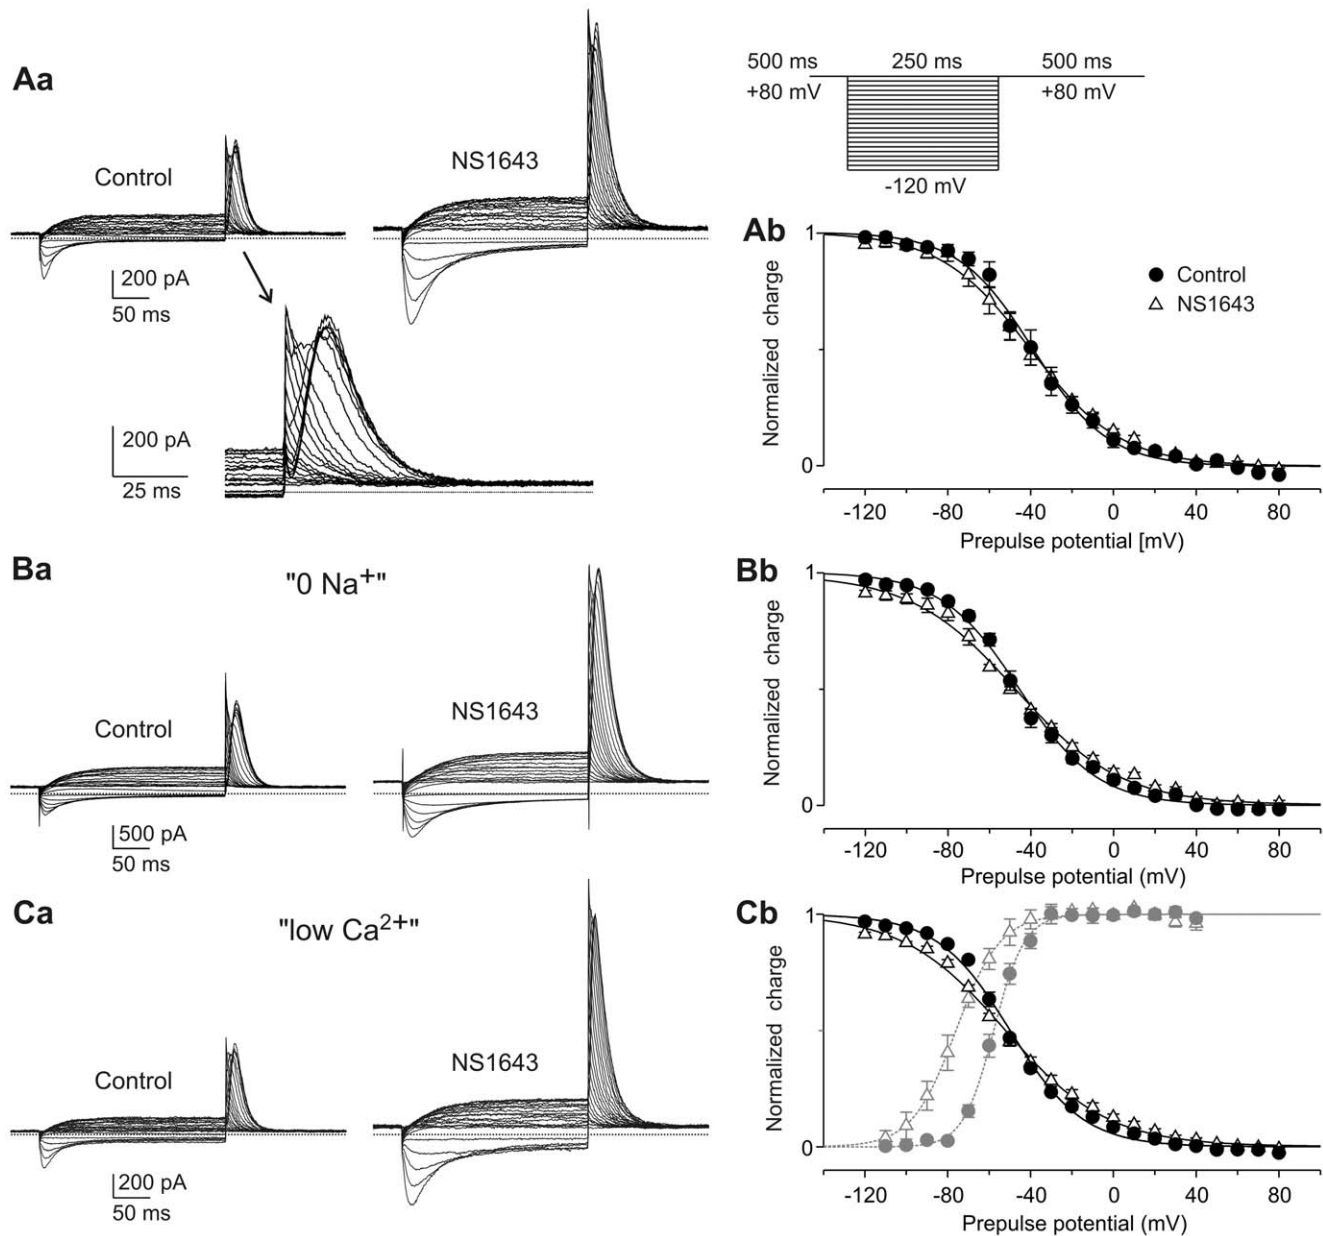 Aa
Control
NS1643
200 pA
50 ms
200 pA
25 ms
500 ms 250 ms 500 ms
+80 mV +80 mV
-120 mV
Ab
Normalized charge
1
0
Control
NS1643
-120 -80 -40 0 40 80
Prepulse potential [mV)
Ba
"0 Na⁺"
Control
NS1643
500 pA
50 ms
Bb
Normalized charge
1
0
-120 -80 -40 0 40 80
Prepulse potential (mV)
Ca
"low Ca²⁺"
Control
NS1643
200 pA
50 ms
Cb
Normalized charge
1
0
-120 -80 -40 0 40 80
Prepulse potential (mV)